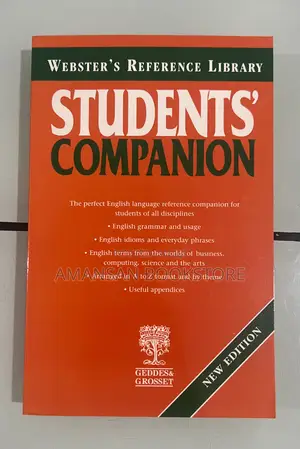 WEBSTER'S REFERENCE LIBRARY
STUDENTS'
COMPANION
The perfect English language reference companion for
students of all disciplines
• English grammar and usage
• English idioms and everyday phrases
• English terms from the worlds of business,
computing, science and the arts
AMANFAN BOOKSTORE
• Arranged in A to Z format and by theme
• Useful appendices
GEDDES &
GROSSET
NEW EDITION